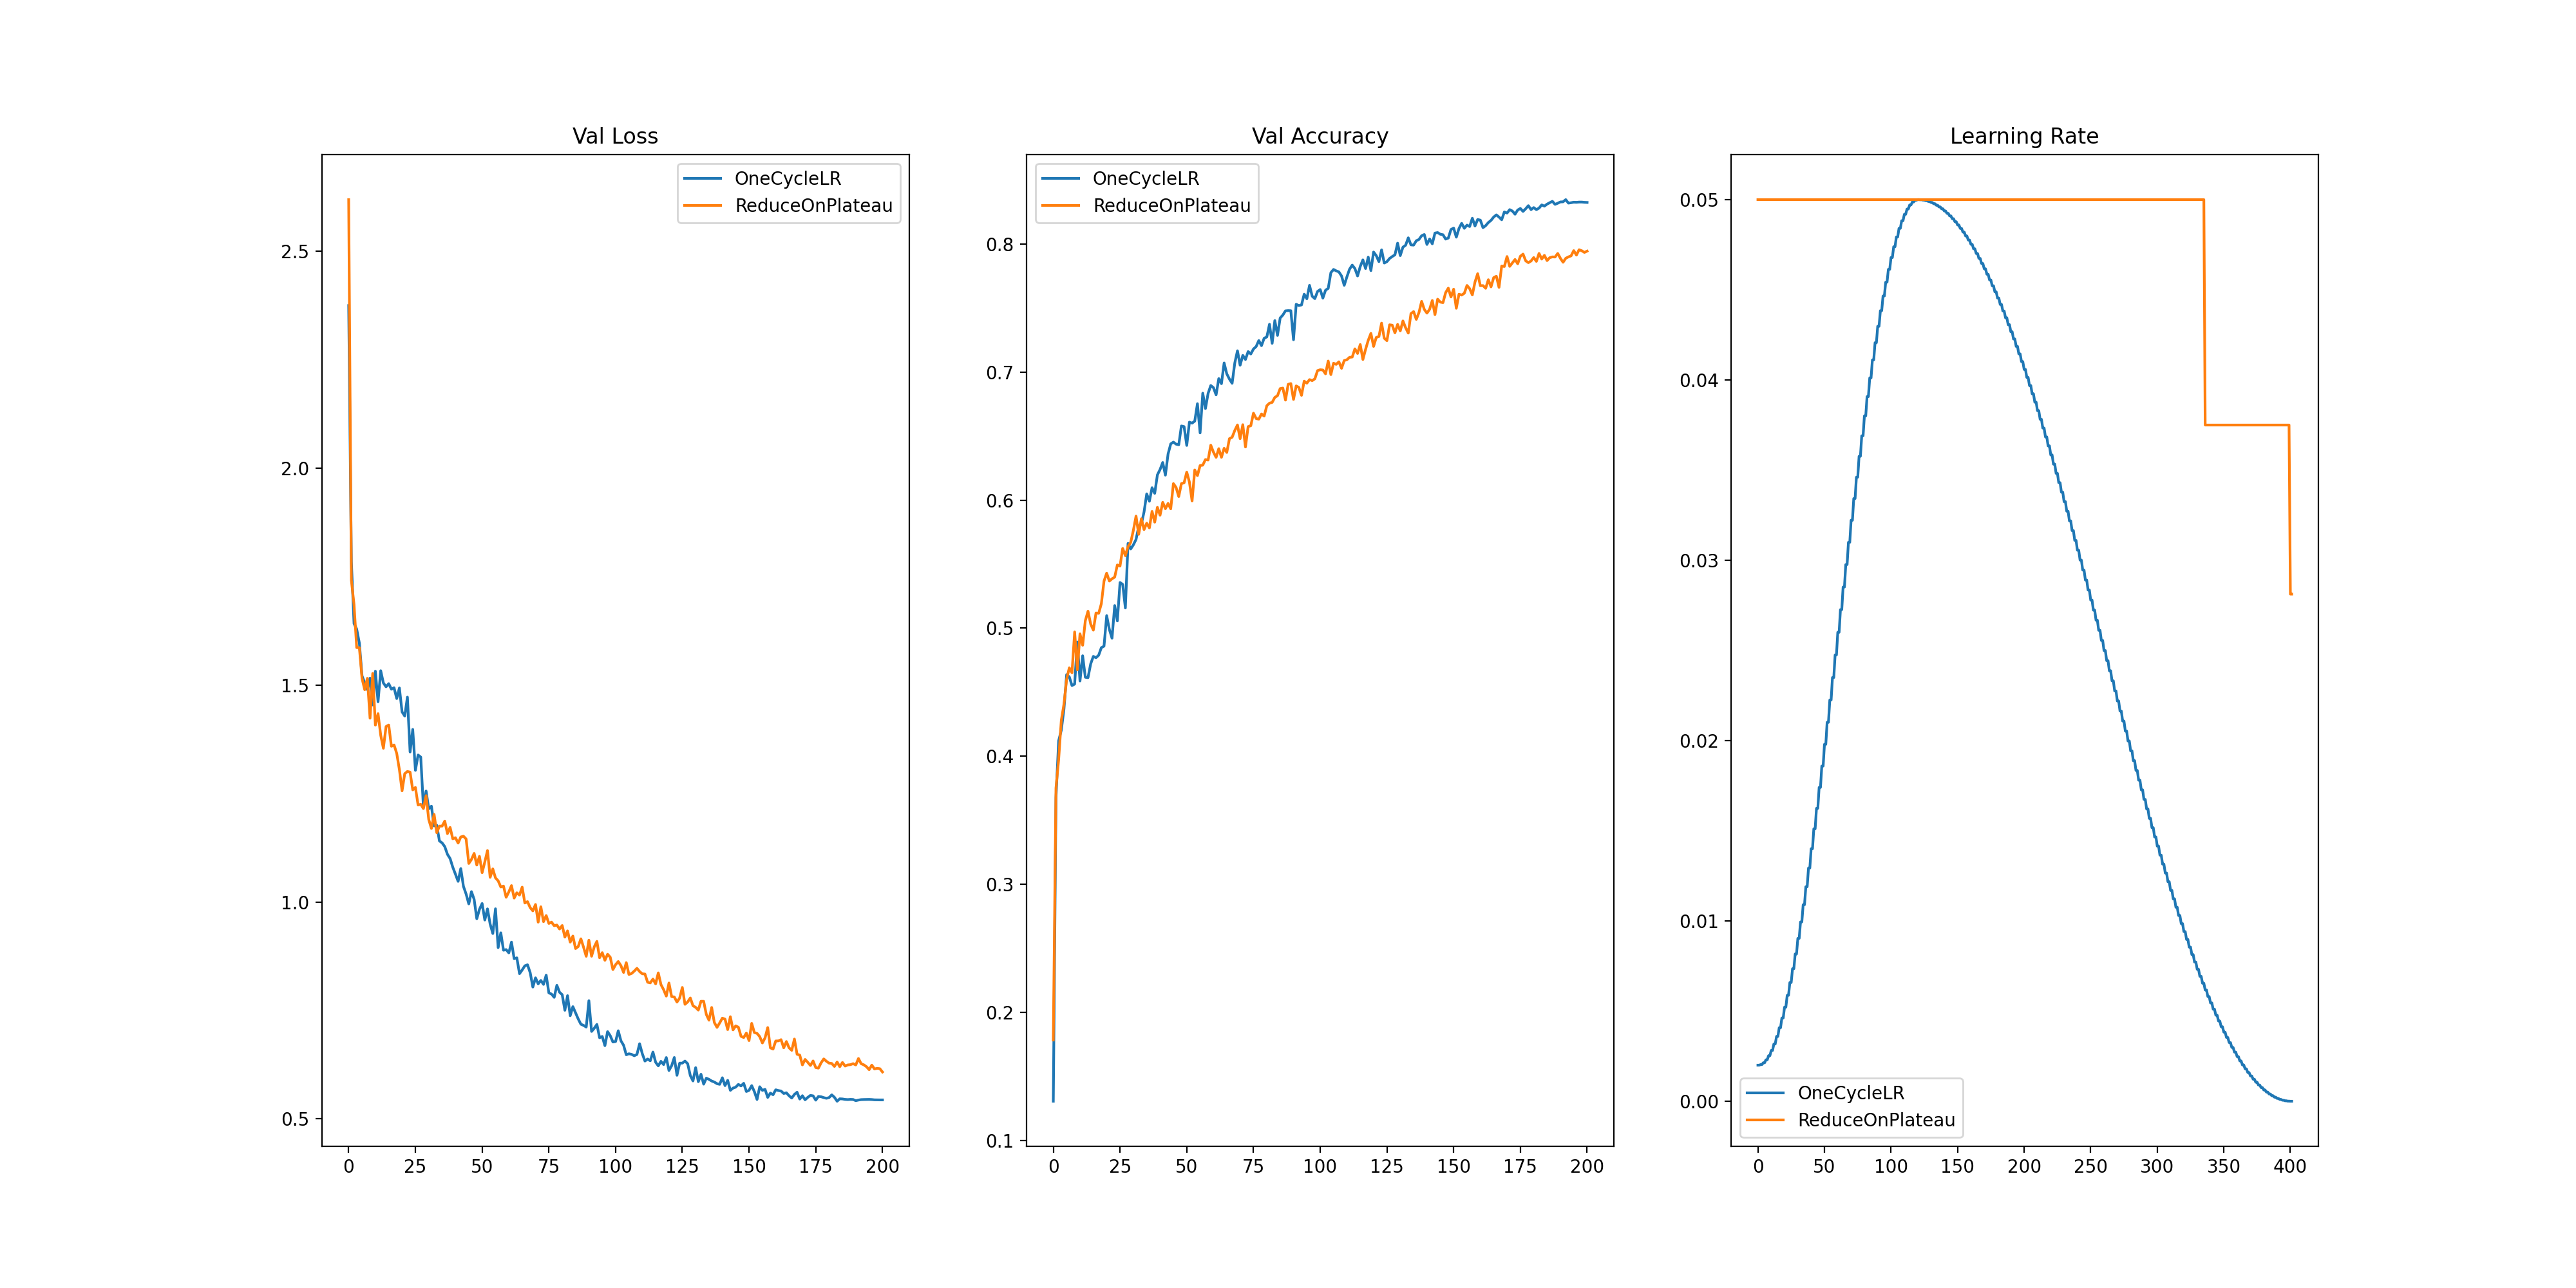 Val Loss
OneCycleLR
ReduceOnPlateau
2.5
2.0
1.5
1.0
0.5
0 25 50 75 100 125 150 175 200
Val Accuracy
OneCycleLR
ReduceOnPlateau
0.8
0.7
0.6
0.5
0.4
0.3
0.2
0.1
0 25 50 75 100 125 150 175 200
Learning Rate
0.05
0.04
0.03
0.02
0.01
0.00
OneCycleLR
ReduceOnPlateau
0 50 100 150 200 250 300 350 400